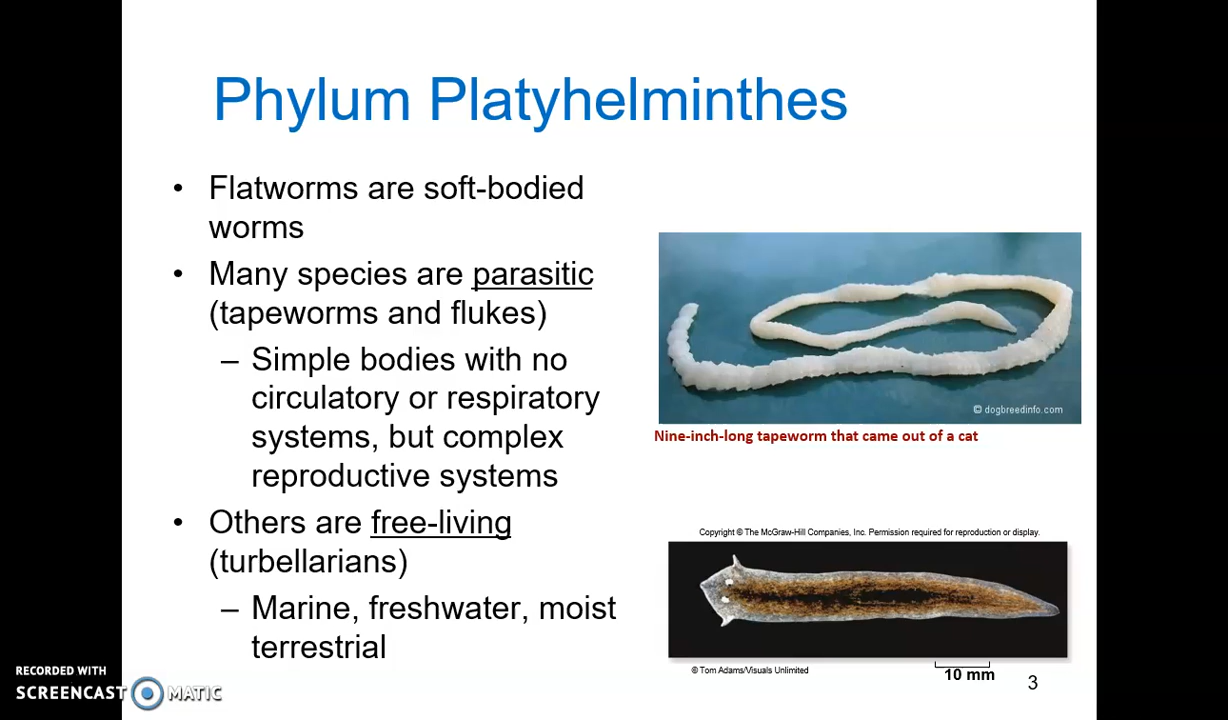 Phylum Platyhelminthes
• Flatworms are soft-bodied
worms
• Many species are parasitic
(tapeworms and flukes)
– Simple bodies with no
circulatory or respiratory
systems, but complex
reproductive systems
• Others are free-living
(turbellarians)
– Marine, freshwater, moist
terrestrial
© dogbreedinfo.com
Nine-inch-long tapeworm that came out of a cat
Copyright © The McGraw-Hill Companies, Inc. Permission required for reproduction or display.
© Tom Adams/Visuals Unlimited
10 mm
3
RECORDED WITH
SCREENCAST MATIC